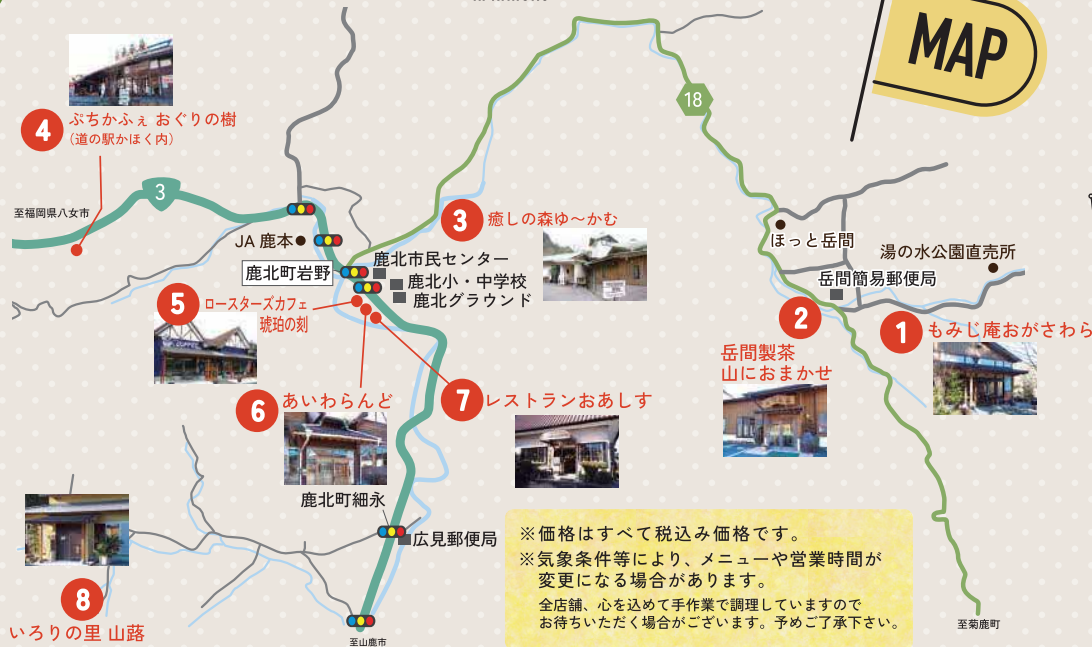 MAP
18
4
ぷちかふぇ おぐりの樹
(道の駅かほく内)
3
至福岡県八女市
3
癒しの森ゆ〜かむ
JA 鹿本
鹿北市民センター
鹿北町岩野
鹿北小・中学校
鹿北グラウンド
ほっと岳間
湯の水公園直売所
岳間簡易郵便局
5
ロースターズカフェ
琥珀の刻
2
岳間製茶
山におまかせ
1
もみじ庵おがさわら
6
あいわらんど
7
レストランおあしす
鹿北町細永
広見郵便局
8
いろりの里 山蕗
至山鹿市
※価格はすべて税込み価格です。
※気象条件等により、メニューや営業時間が
変更になる場合があります。
全店舗、心を込めて手作業で調理していますので
お待ちいただく場合がございます。予めご了承下さい。
至菊鹿町